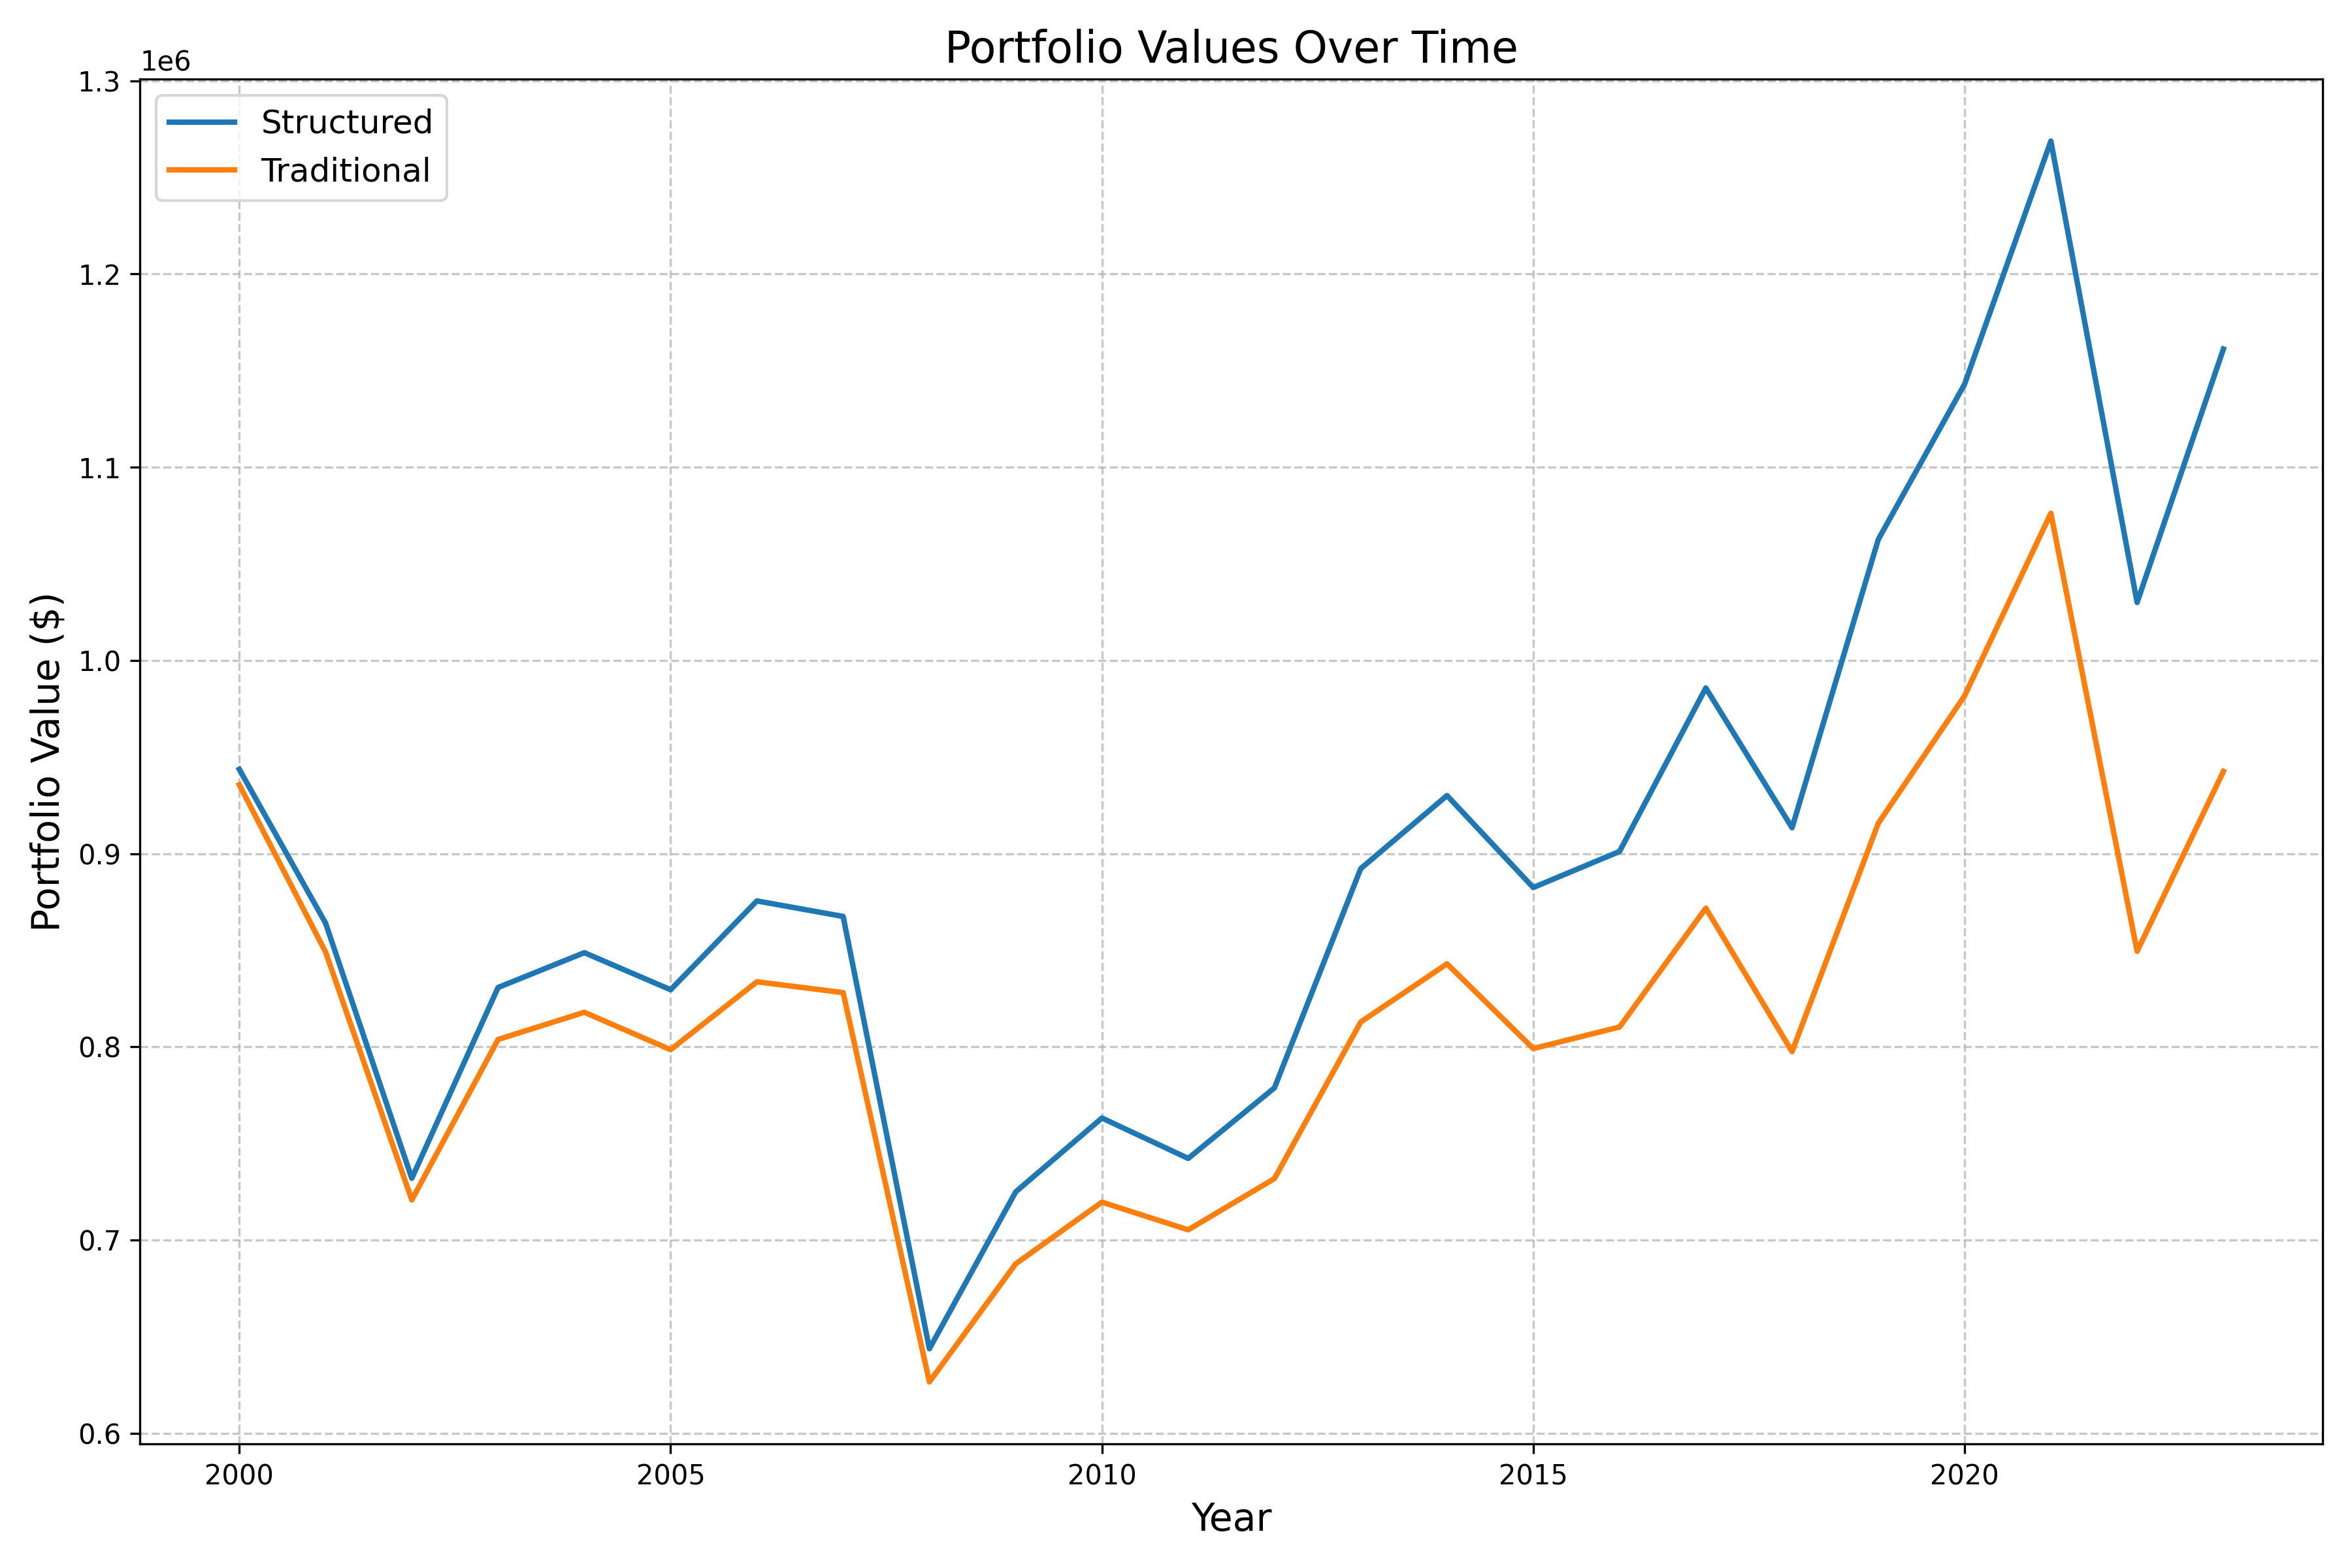 Portfolio Values Over Time
1e6
1.3
1.2
1.1
1.0
0.9
0.8
0.7
0.6
Structured
Traditional
Portfolio Value ($)
2000 2005 2010 2015 2020
Year